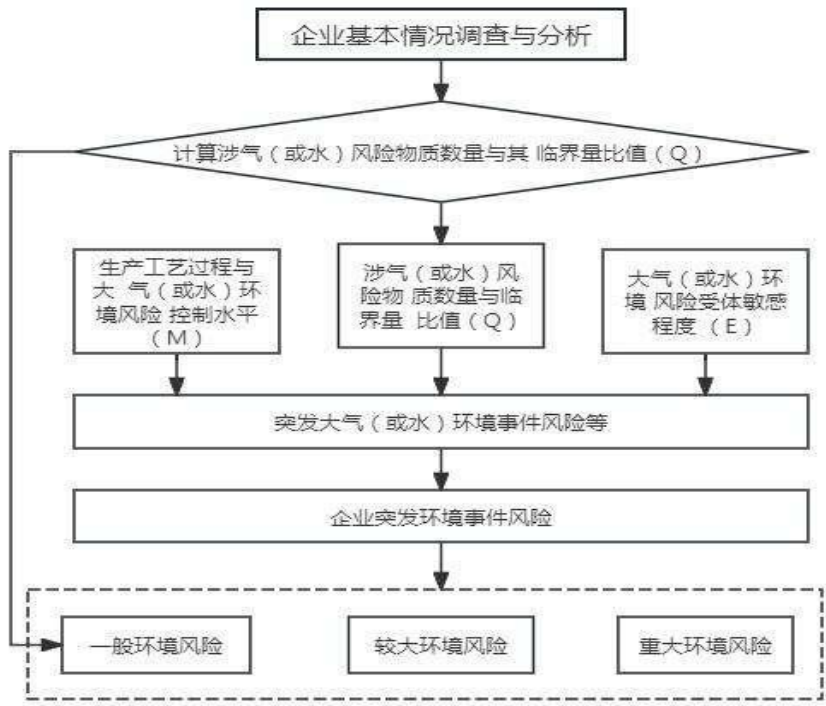 企业基本情况调查与分析
计算涉气（或水）风险物质数量与其 临界量比值（Q）
生产工艺过程与
大 气（或水）环
境风险 控制水平
（M）
涉气（或水）风
险物 质数量与临
界量 比值（Q）
大气（或水）环
境 风险受体敏感
程度 （E）
突发大气（或水）环境事件风险等
企业突发环境事件风险
一般环境风险
较大环境风险
重大环境风险